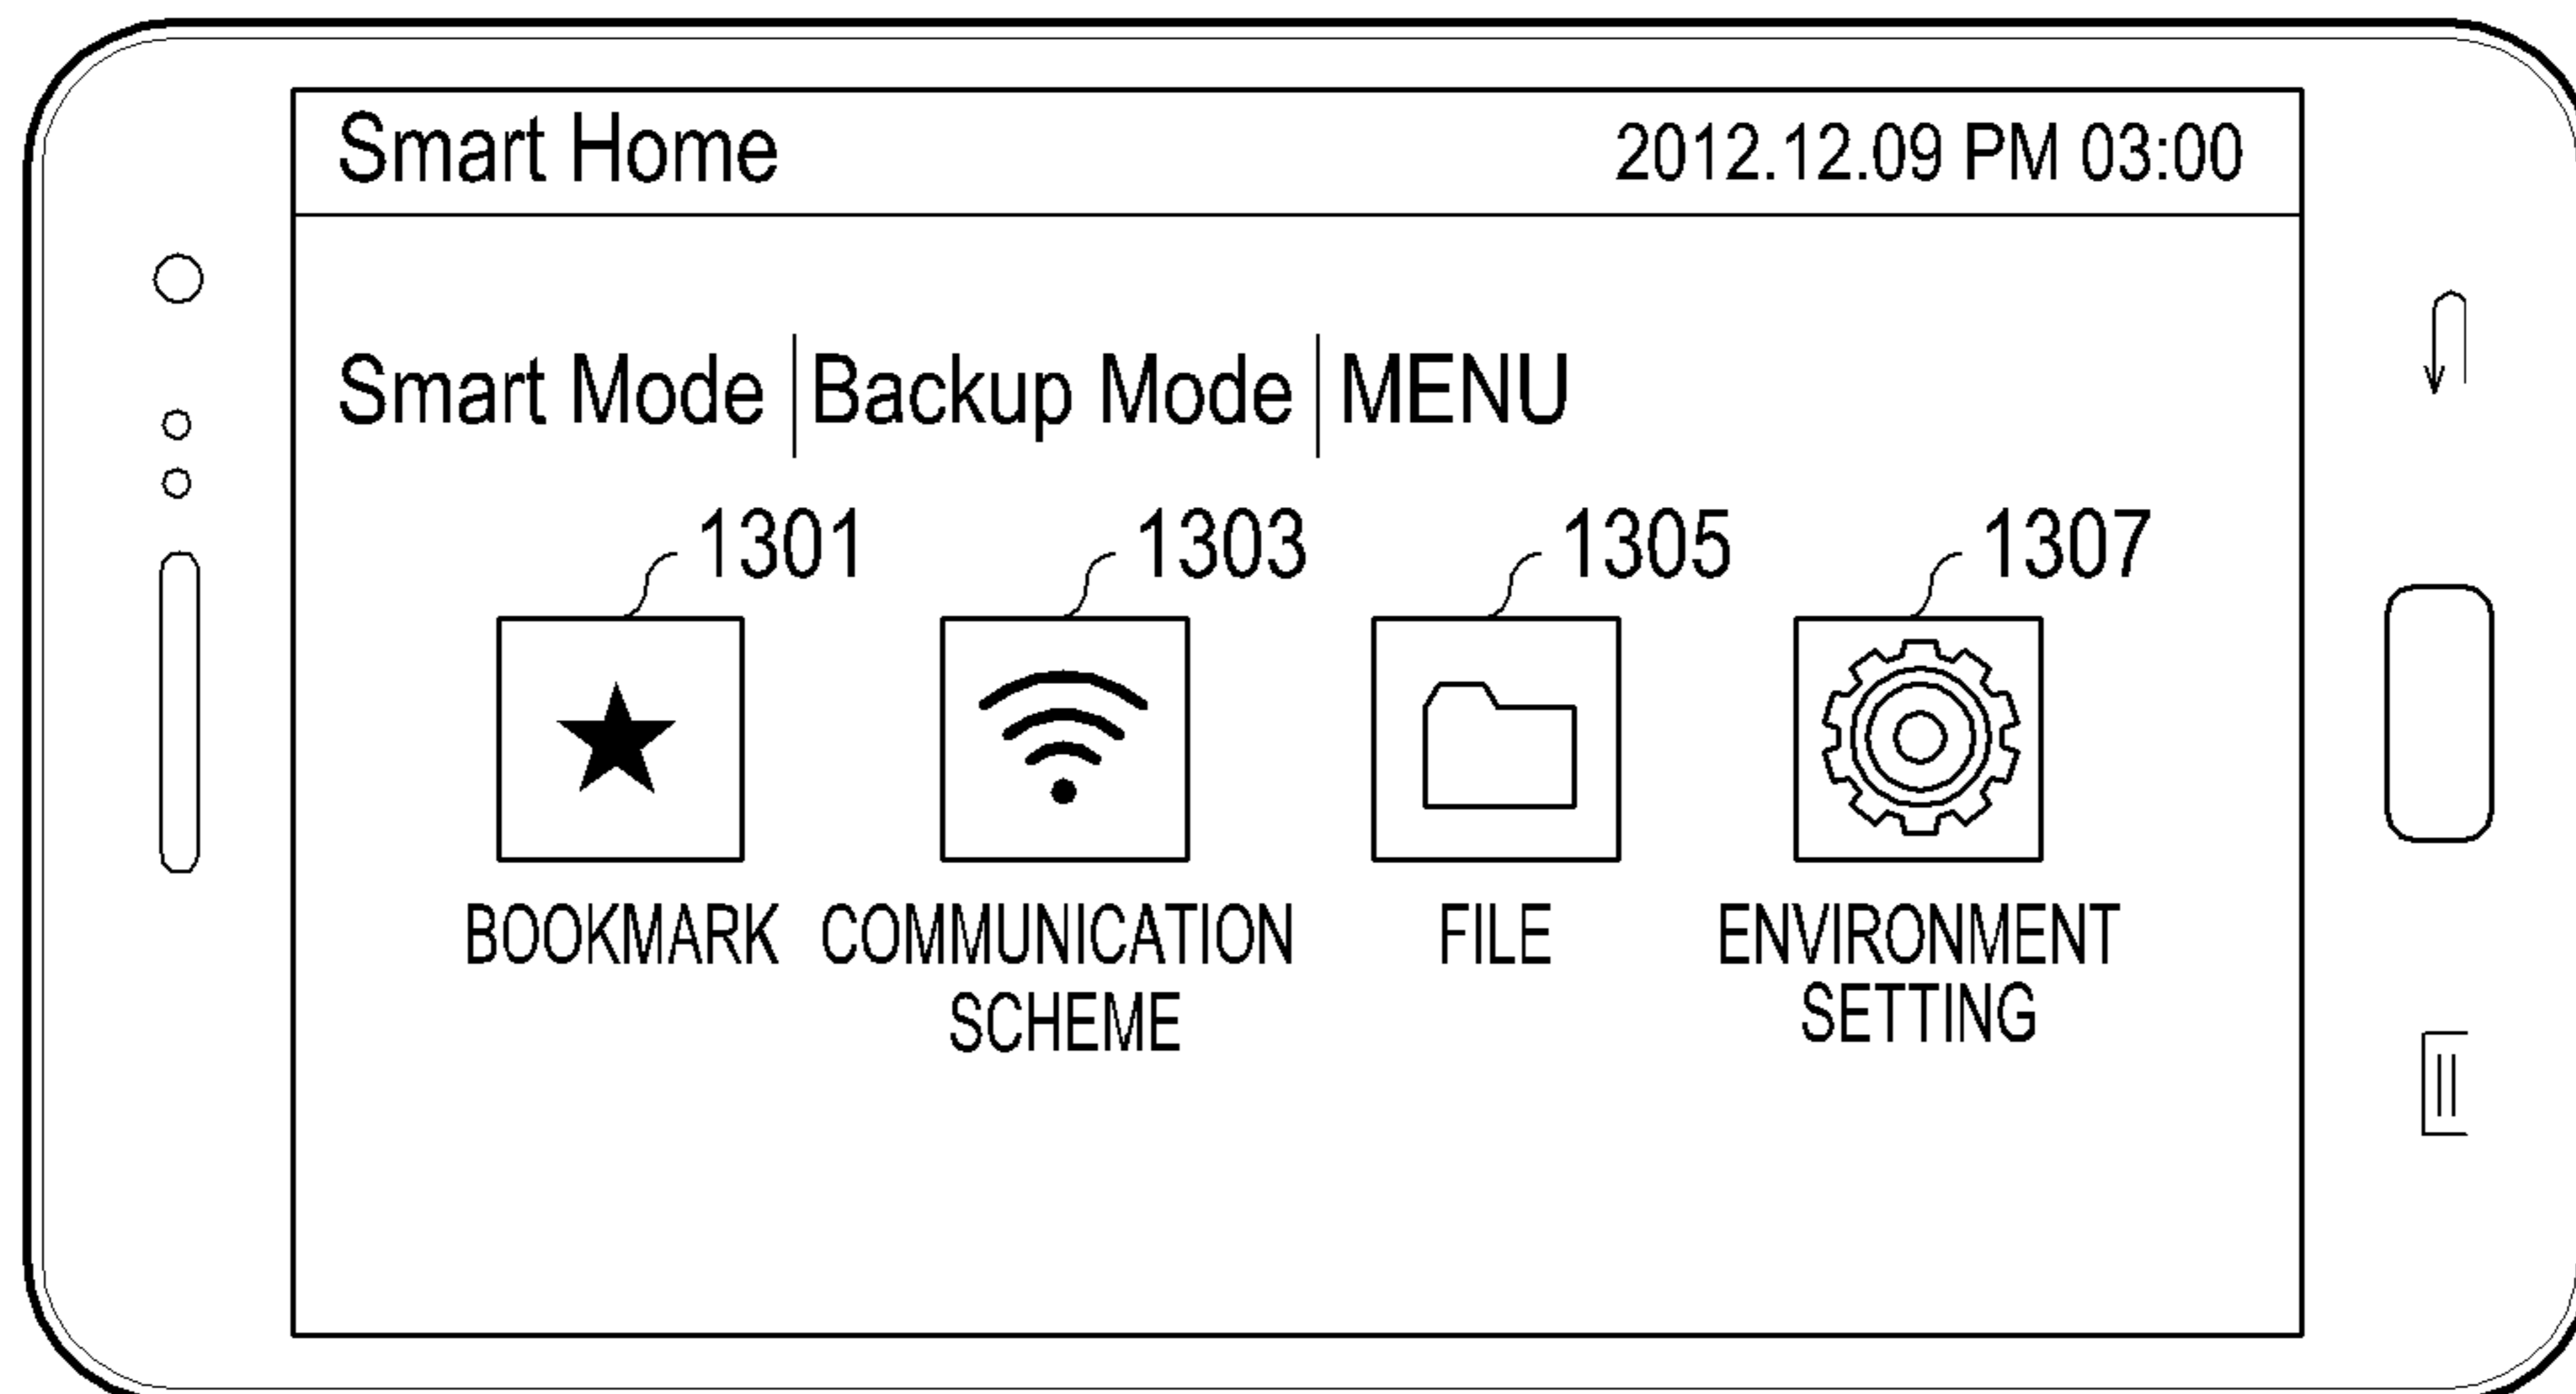 Smart Home 2012.12.09 PM 03:00
Smart Mode Backup Mode MENU
1301 1303 1305 1307
BOOKMARK COMMUNICATION FILE ENVIRONMENT
SCHEME SETTING